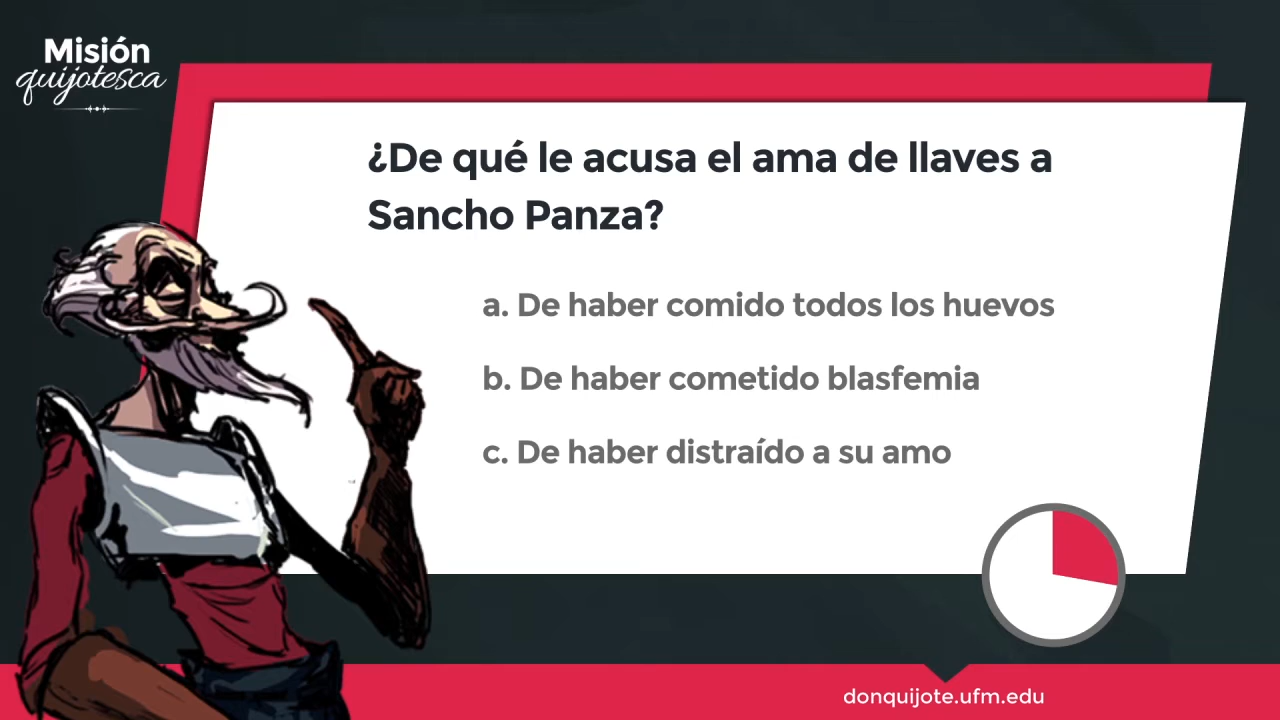 Misión
quijotesca
¿De qué le acusa el ama de llaves a
Sancho Panza?
a. De haber comido todos los huevos
b. De haber cometido blasfemia
c. De haber distraído a su amo
donquijote.ufm.edu